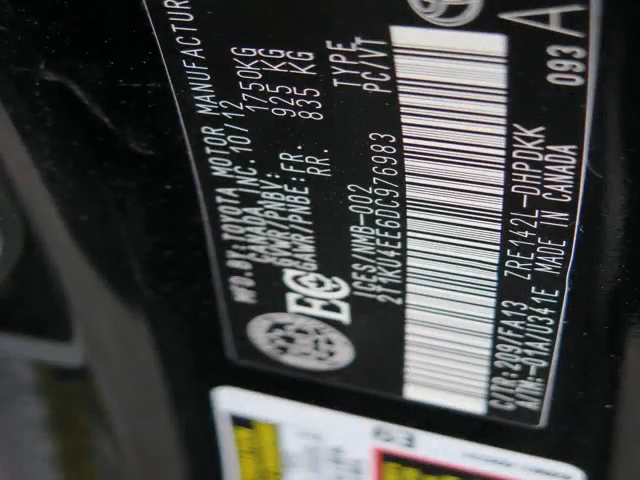 MFD. BY: TOYOTA MOTOR MANUFACTUR
CANADA INC. 10/12
GVWR/PNBV: 1750KG
GAWR/PNBE: FR. 925 KG
RR. 835 KG
ICES/NMB-002 TYPE PC/VT
2T1KU4EE6DC976983
C/TR: 209/FA13 ZRE142L-DHPDKK
A/TM: -01A/U341E MADE IN CANADA
093 A